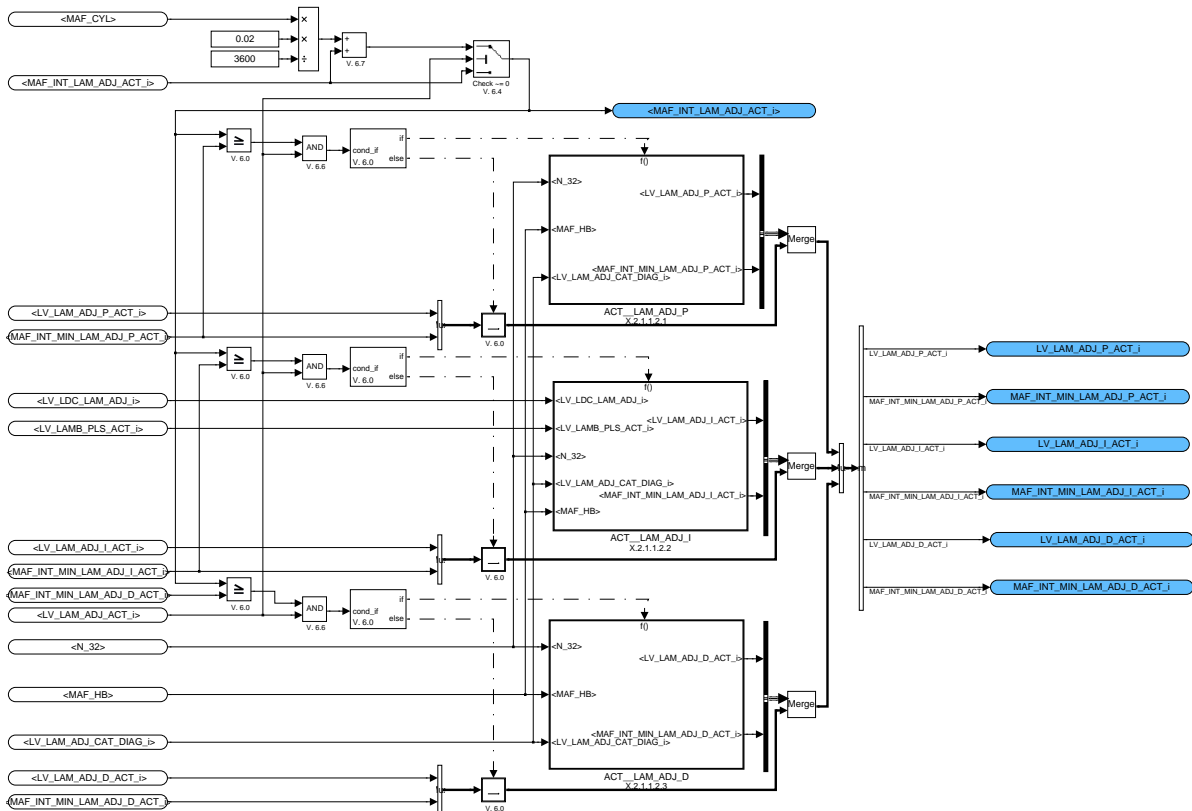 <MAF_CYL>
×
0.02
×
3600
÷
+
+
V. 6.7
<MAF_INT_LAM_ADJ_ACT_i>
Check ~= 0
V. 6.4
<MAF_INT_LAM_ADJ_ACT_i>
≥
V. 6.0
AND
V. 6.6
cond_if
V. 6.0
if
else
f()
<N_32>
<LV_LAM_ADJ_P_ACT_i>
<MAF_HB>
<MAF_INT_MIN_LAM_ADJ_P_ACT_i>
<LV_LAM_ADJ_CAT_DIAG_i>
Merge
ACT__LAM_ADJ_P
X.2.1.1.2.1
<LV_LAM_ADJ_P_ACT_i>
<MAF_INT_MIN_LAM_ADJ_P_ACT_i>
V. 6.0
≥
V. 6.0
AND
V. 6.6
cond_if
V. 6.0
if
else
f()
<LV_LDC_LAM_ADJ_i>
<LV_LAMB_PLS_ACT_i>
<LV_LDC_LAM_ADJ_i>
<LV_LAM_ADJ_I_ACT_i>
<LV_LAMB_PLS_ACT_i>
<N_32>
<LV_LAM_ADJ_CAT_DIAG_i>
<MAF_INT_MIN_LAM_ADJ_I_ACT_i>
<MAF_HB>
Merge
ACT__LAM_ADJ_I
X.2.1.1.2.2
LV_LAM_ADJ_P_ACT_i
LV_LAM_ADJ_P_ACT_i
MAF_INT_MIN_LAM_ADJ_P_ACT_i
MAF_INT_MIN_LAM_ADJ_P_ACT_i
LV_LAM_ADJ_I_ACT_i
LV_LAM_ADJ_I_ACT_i
MAF_INT_MIN_LAM_ADJ_I_ACT_i
MAF_INT_MIN_LAM_ADJ_I_ACT_i
LV_LAM_ADJ_D_ACT_i
LV_LAM_ADJ_D_ACT_i
MAF_INT_MIN_LAM_ADJ_D_ACT_i
MAF_INT_MIN_LAM_ADJ_D_ACT_i
<LV_LAM_ADJ_I_ACT_i>
<MAF_INT_MIN_LAM_ADJ_I_ACT_i>
V. 6.0
<MAF_INT_MIN_LAM_ADJ_D_ACT_i>
<LV_LAM_ADJ_ACT_i>
≥
V. 6.0
AND
V. 6.6
cond_if
V. 6.0
if
else
f()
<N_32>
<MAF_HB>
<LV_LAM_ADJ_CAT_DIAG_i>
<N_32>
<LV_LAM_ADJ_D_ACT_i>
<MAF_HB>
<MAF_INT_MIN_LAM_ADJ_D_ACT_i>
<LV_LAM_ADJ_CAT_DIAG_i>
Merge
ACT__LAM_ADJ_D
X.2.1.1.2.3
<LV_LAM_ADJ_D_ACT_i>
<MAF_INT_MIN_LAM_ADJ_D_ACT_i>
V. 6.0